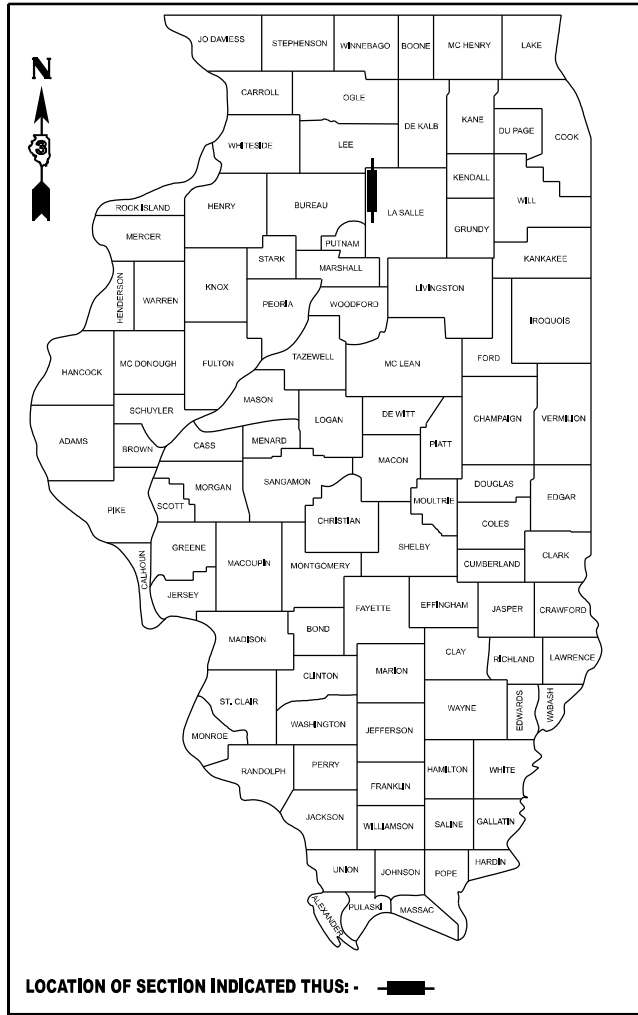 JO DAVIESS STEPHENSON WINNEBAGO BOONE MC HENRY LAKE
N
CARROLL OGLE
3
DE KALB KANE DU PAGE COOK
WHITESIDE LEE
KENDALL WILL
ROCK ISLAND HENRY BUREAU LA SALLE
MERCER PUTNAM GRUNDY
STARK MARSHALL KANKAKEE
HENDERSON WARREN KNOX PEORIA WOODFORD LIVINGSTON
IROQUOIS
TAZEWELL MC LEAN FORD
HANCOCK MC DONOUGH FULTON
MASON
SCHUYLER LOGAN DE WITT CHAMPAIGN VERMILION
ADAMS BROWN CASS MENARD PIATT
MACON
MORGAN SANGAMON DOUGLAS
PIKE SCOTT MOULTRIE EDGAR
CHRISTIAN COLES
CALHOUN GREENE MACOUPIN MONTGOMERY SHELBY CUMBERLAND CLARK
JERSEY FAYETTE EFFINGHAM JASPER CRAWFORD
MADISON BOND
CLAY RICHLAND LAWRENCE
CLINTON MARION
ST. CLAIR WAYNE EDWARDS WABASH
WASHINGTON JEFFERSON
MONROE
RANDOLPH PERRY HAMILTON WHITE
FRANKLIN
JACKSON WILLIAMSON SALINE GALLATIN
HARDIN
UNION JOHNSON POPE
ALEXANDER PULASKI MASSAC
LOCATION OF SECTION INDICATED THUS: -